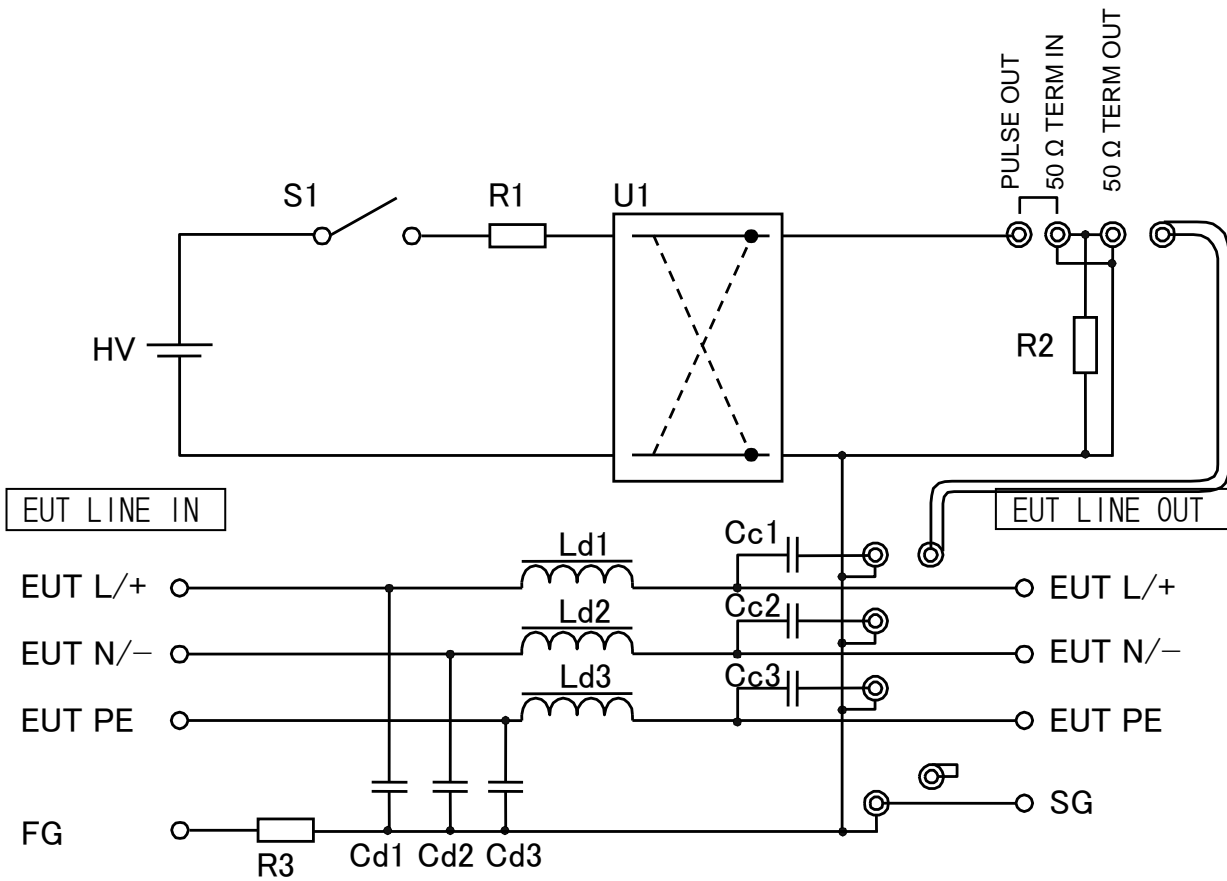 PULSE OUT
50 Ω TERM IN
50 Ω TERM OUT
S1
R1
U1
HV
R2
EUT LINE IN
EUT LINE OUT
Cc1
Ld1
EUT L/+
EUT L/+
Cc2
Ld2
EUT N/−
EUT N/−
Cc3
Ld3
EUT PE
EUT PE
SG
FG
R3
Cd1 Cd2 Cd3